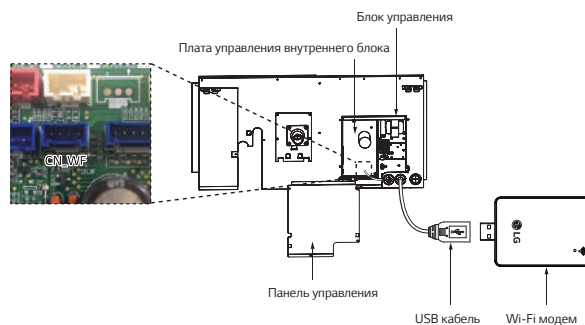 Блок управления
Плата управления внутреннего блока
CN_WF
LG
Панель управления
USB кабель
Wi-Fi модем